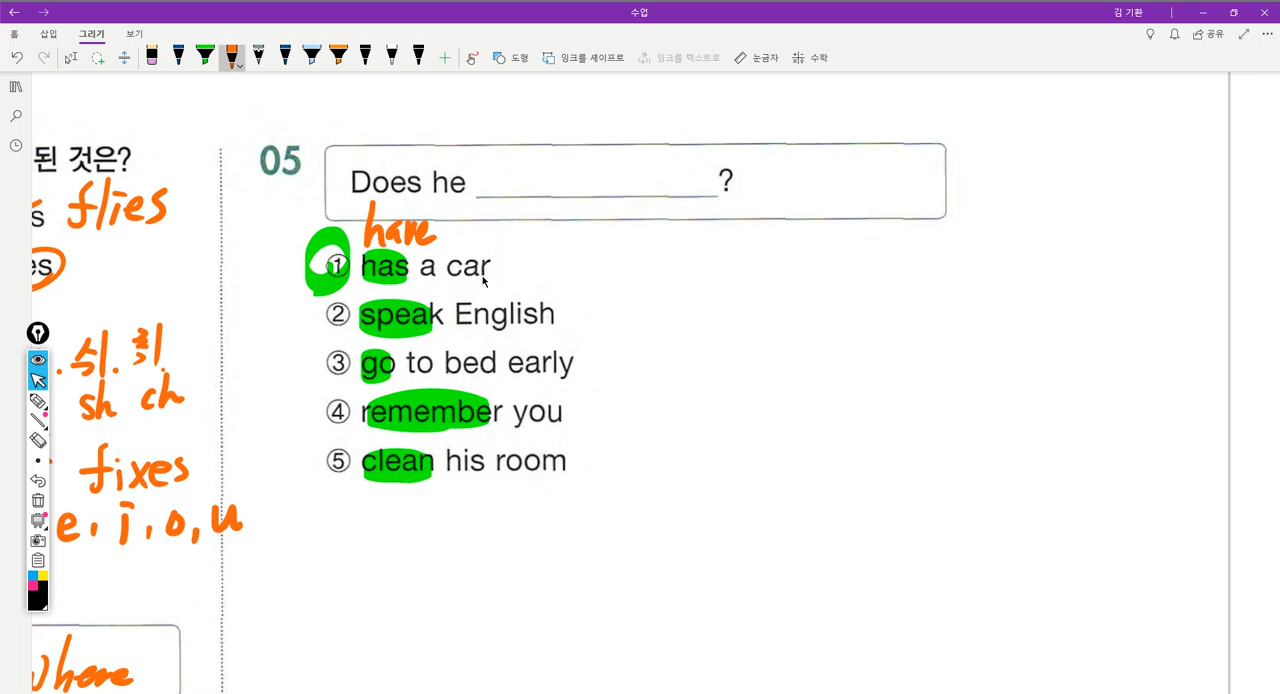 수업
김 기환
홈 삽입 그리기 보기
공유
도형
잉크를 셰이프로
잉크를 텍스트로
눈금자
수학
된 것은?
s flies
es
쉬. 취.
sh ch
fixes
e, i, o, u
where
05
Does he ____________ ?
have
① has a car
② speak English
③ go to bed early
④ remember you
⑤ clean his room